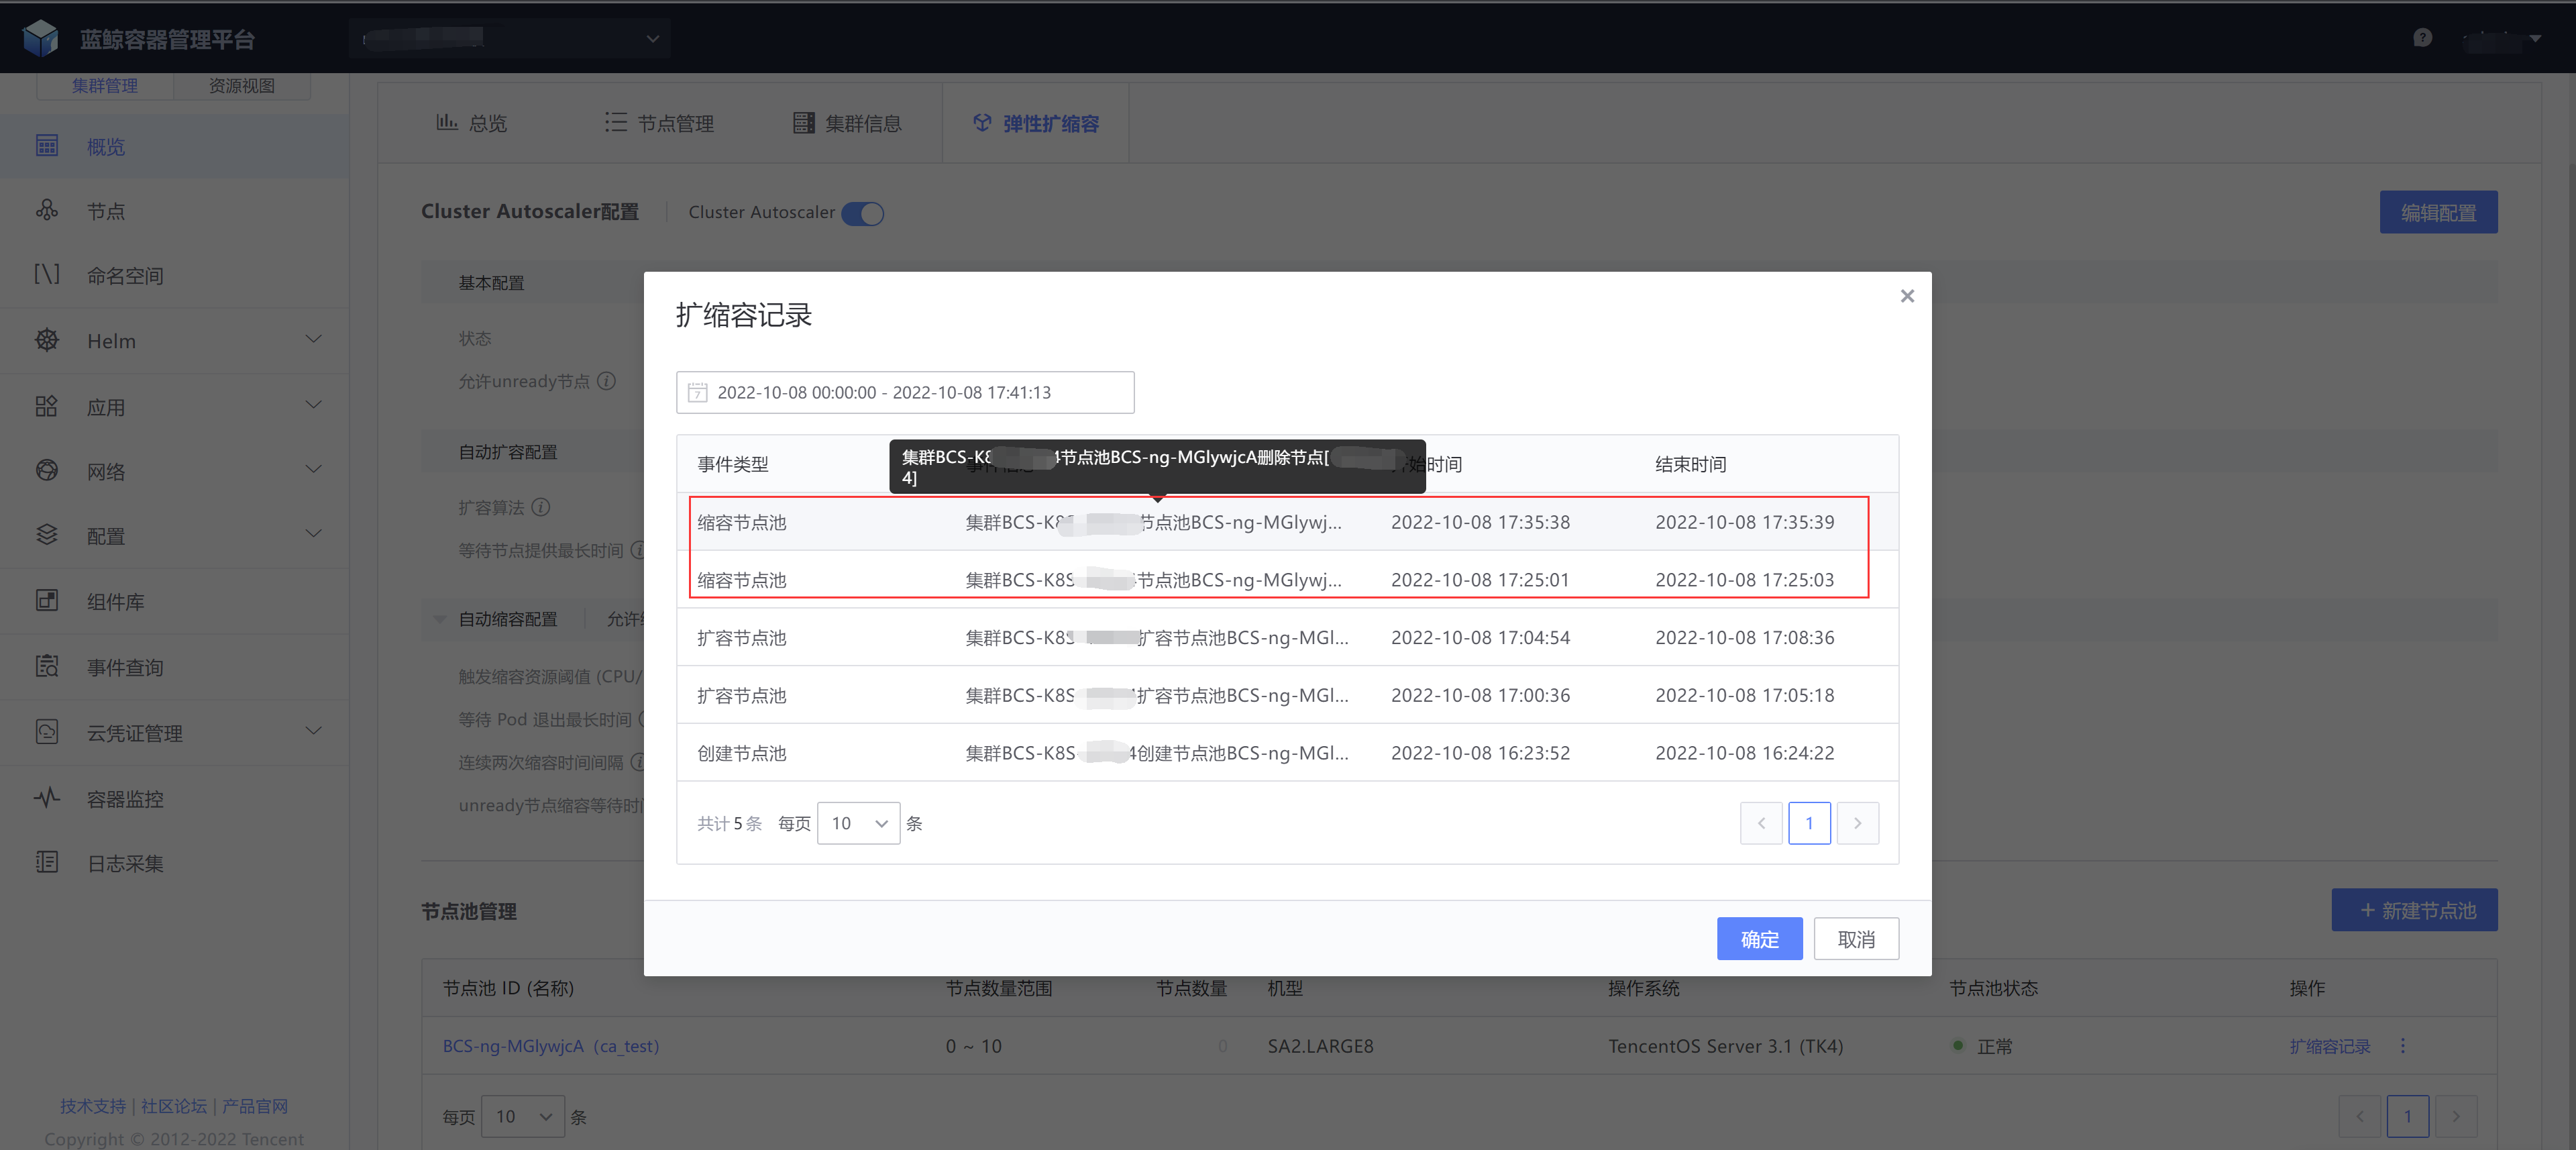 蓝鲸容器管理平台
集群管理
资源视图
概览
节点
命名空间
Helm
应用
网络
配置
组件库
事件查询
云凭证管理
容器监控
日志采集
技术支持 | 社区论坛 | 产品官网
Copyright © 2012-2022 Tencent
总览
节点管理
集群信息
弹性扩缩容
Cluster Autoscaler配置
Cluster Autoscaler
编辑配置
基本配置
状态
允许unready节点
自动扩容配置
扩容算法
等待节点提供最长时间
自动缩容配置
触发缩容资源阈值 (CPU/
等待 Pod 退出最长时间
连续两次缩容时间间隔
unready节点缩容等待时
扩缩容记录
2022-10-08 00:00:00 - 2022-10-08 17:41:13
集群BCS-K8 节点池BCS-ng-MGlywjcA删除节点[
4]
事件类型
始时间
结束时间
缩容节点池 集群BCS-K8 节点池BCS-ng-MGlywj... 2022-10-08 17:35:38 2022-10-08 17:35:39
缩容节点池 集群BCS-K8S 节点池BCS-ng-MGlywj... 2022-10-08 17:25:01 2022-10-08 17:25:03
扩容节点池 集群BCS-K8S 扩容节点池BCS-ng-MGl... 2022-10-08 17:04:54 2022-10-08 17:08:36
扩容节点池 集群BCS-K8S 扩容节点池BCS-ng-MGl... 2022-10-08 17:00:36 2022-10-08 17:05:18
创建节点池 集群BCS-K8S 4创建节点池BCS-ng-MGl... 2022-10-08 16:23:52 2022-10-08 16:24:22
共计 5 条 每页 10 条
1
确定
取消
节点池管理
+ 新建节点池
节点池 ID (名称) 节点数量范围 节点数量 机型 操作系统 节点池状态 操作
BCS-ng-MGlywjcA（ca_test） 0 ~ 10 0 SA2.LARGE8 TencentOS Server 3.1 (TK4) 正常 扩缩容记录
每页 10 条
1